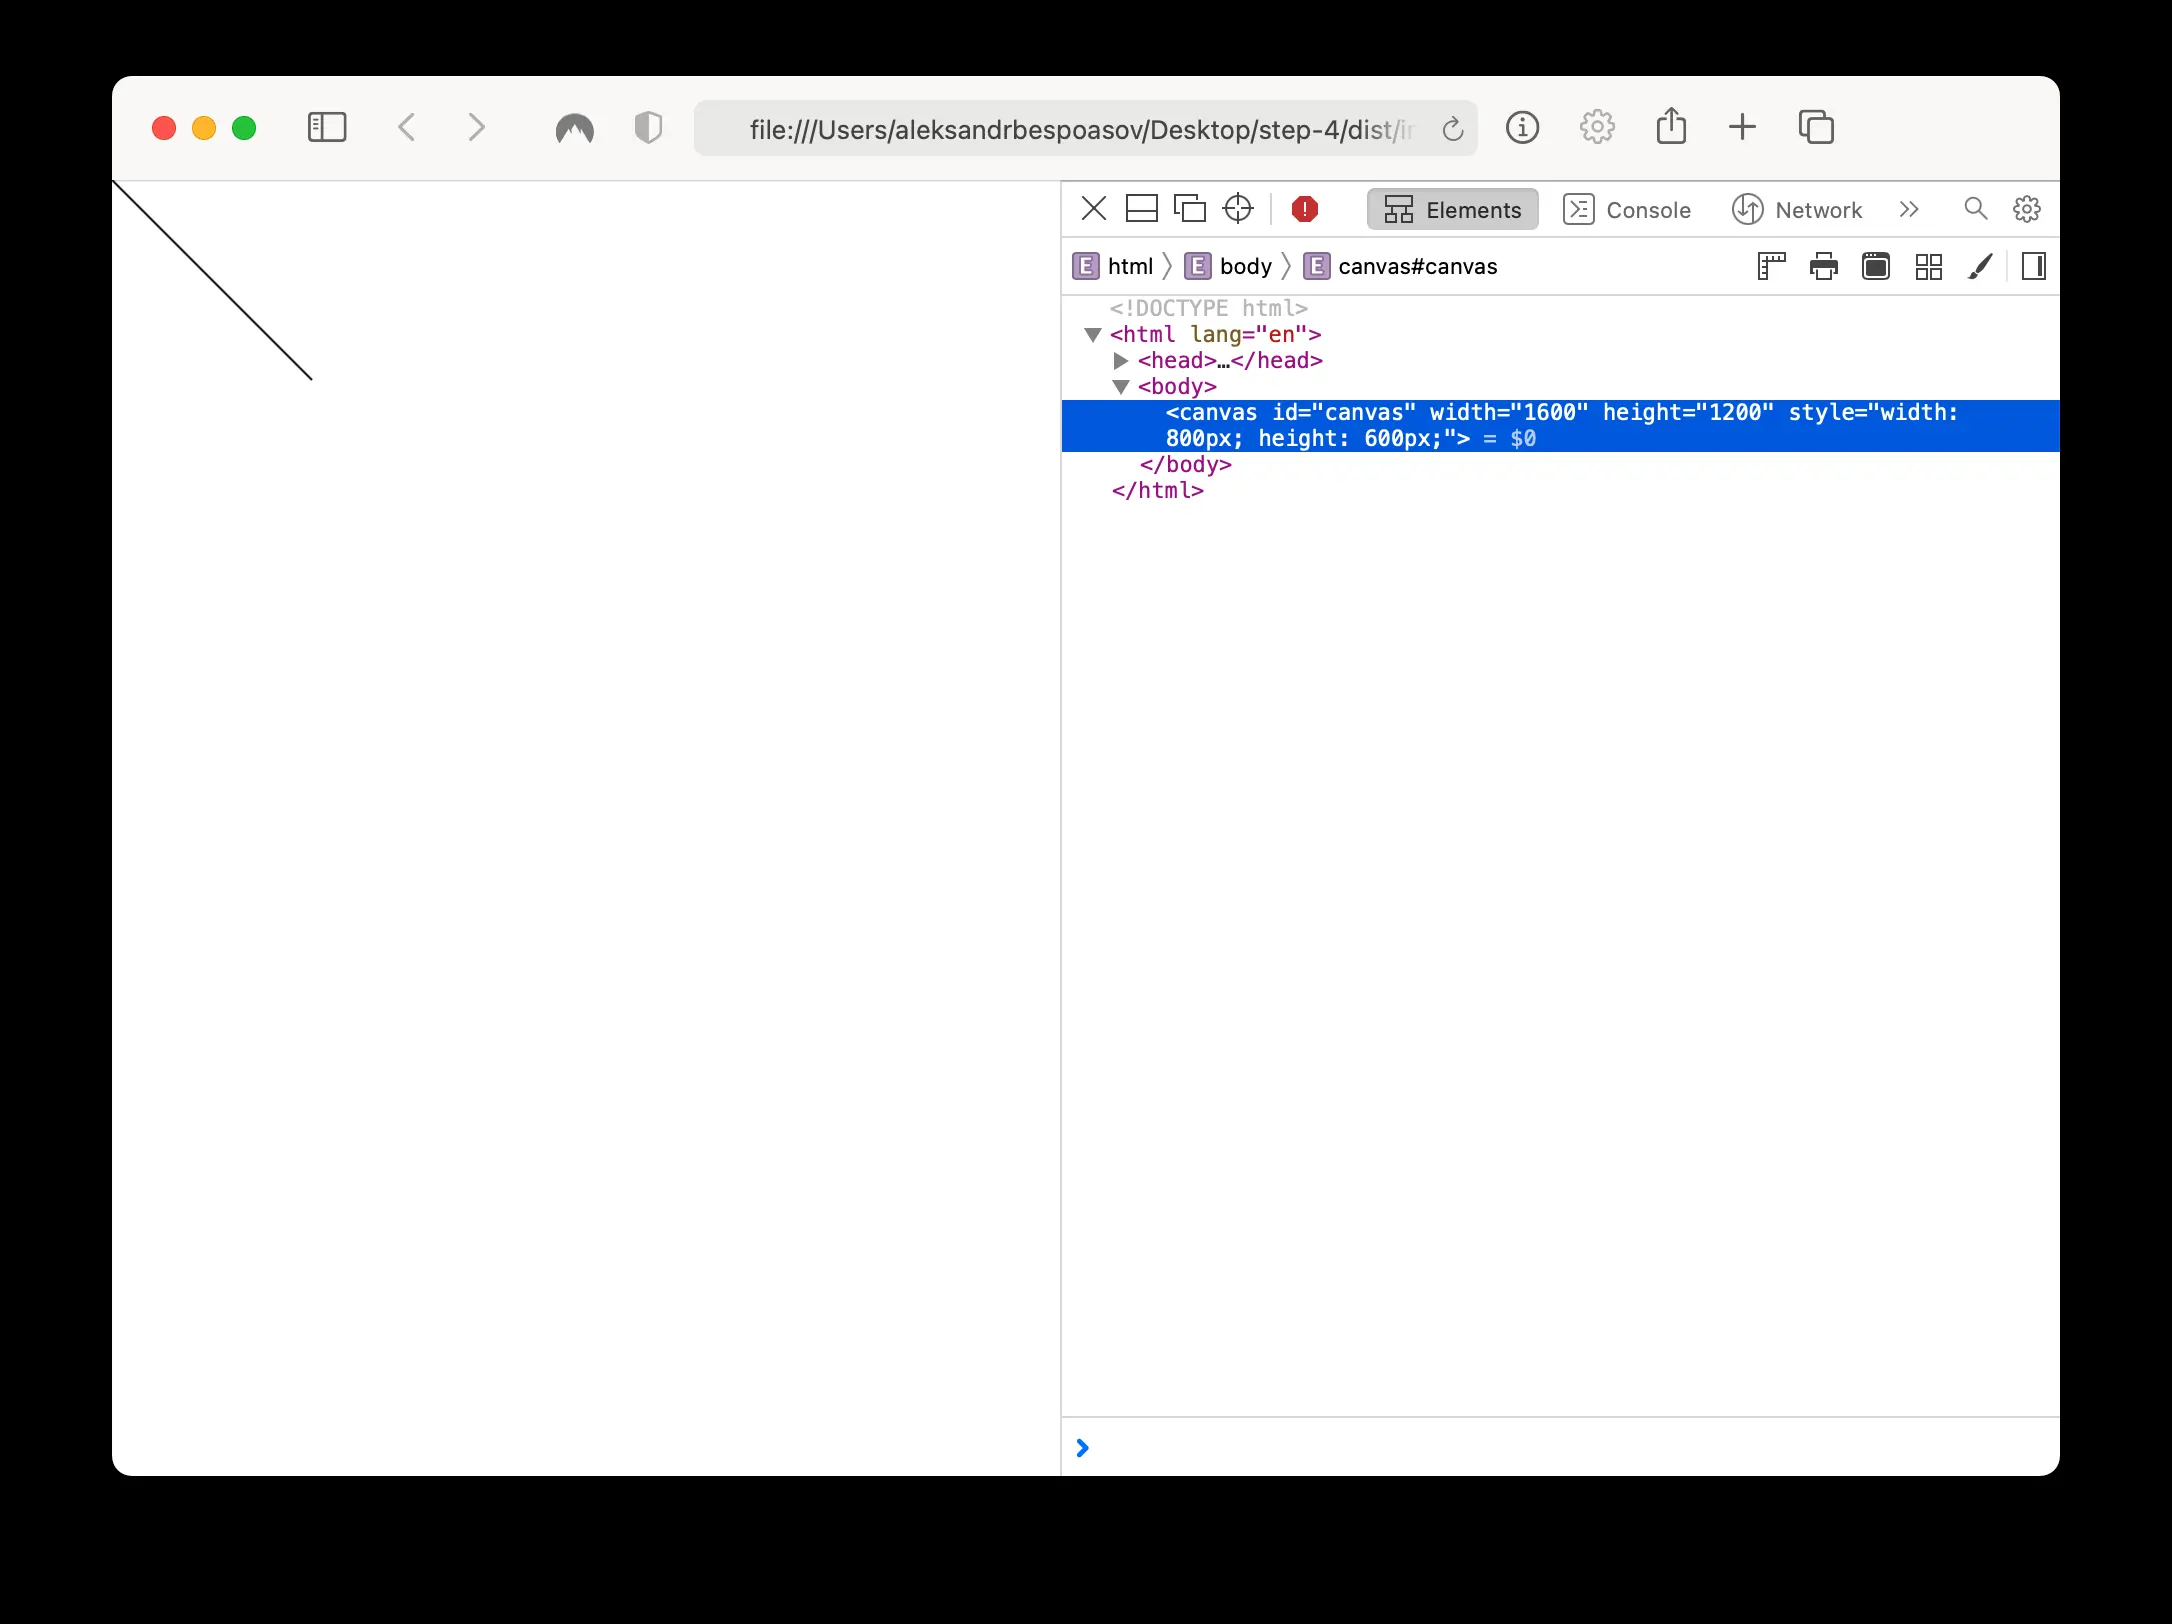 file:///Users/aleksandrbespoasov/Desktop/step-4/dist/
Elements Console Network
E html E body E canvas#canvas
<!DOCTYPE html>
<html lang="en">
<head>…</head>
<body>
<canvas id="canvas" width="1600" height="1200" style="width:
800px; height: 600px;"> = $0
</body>
</html>